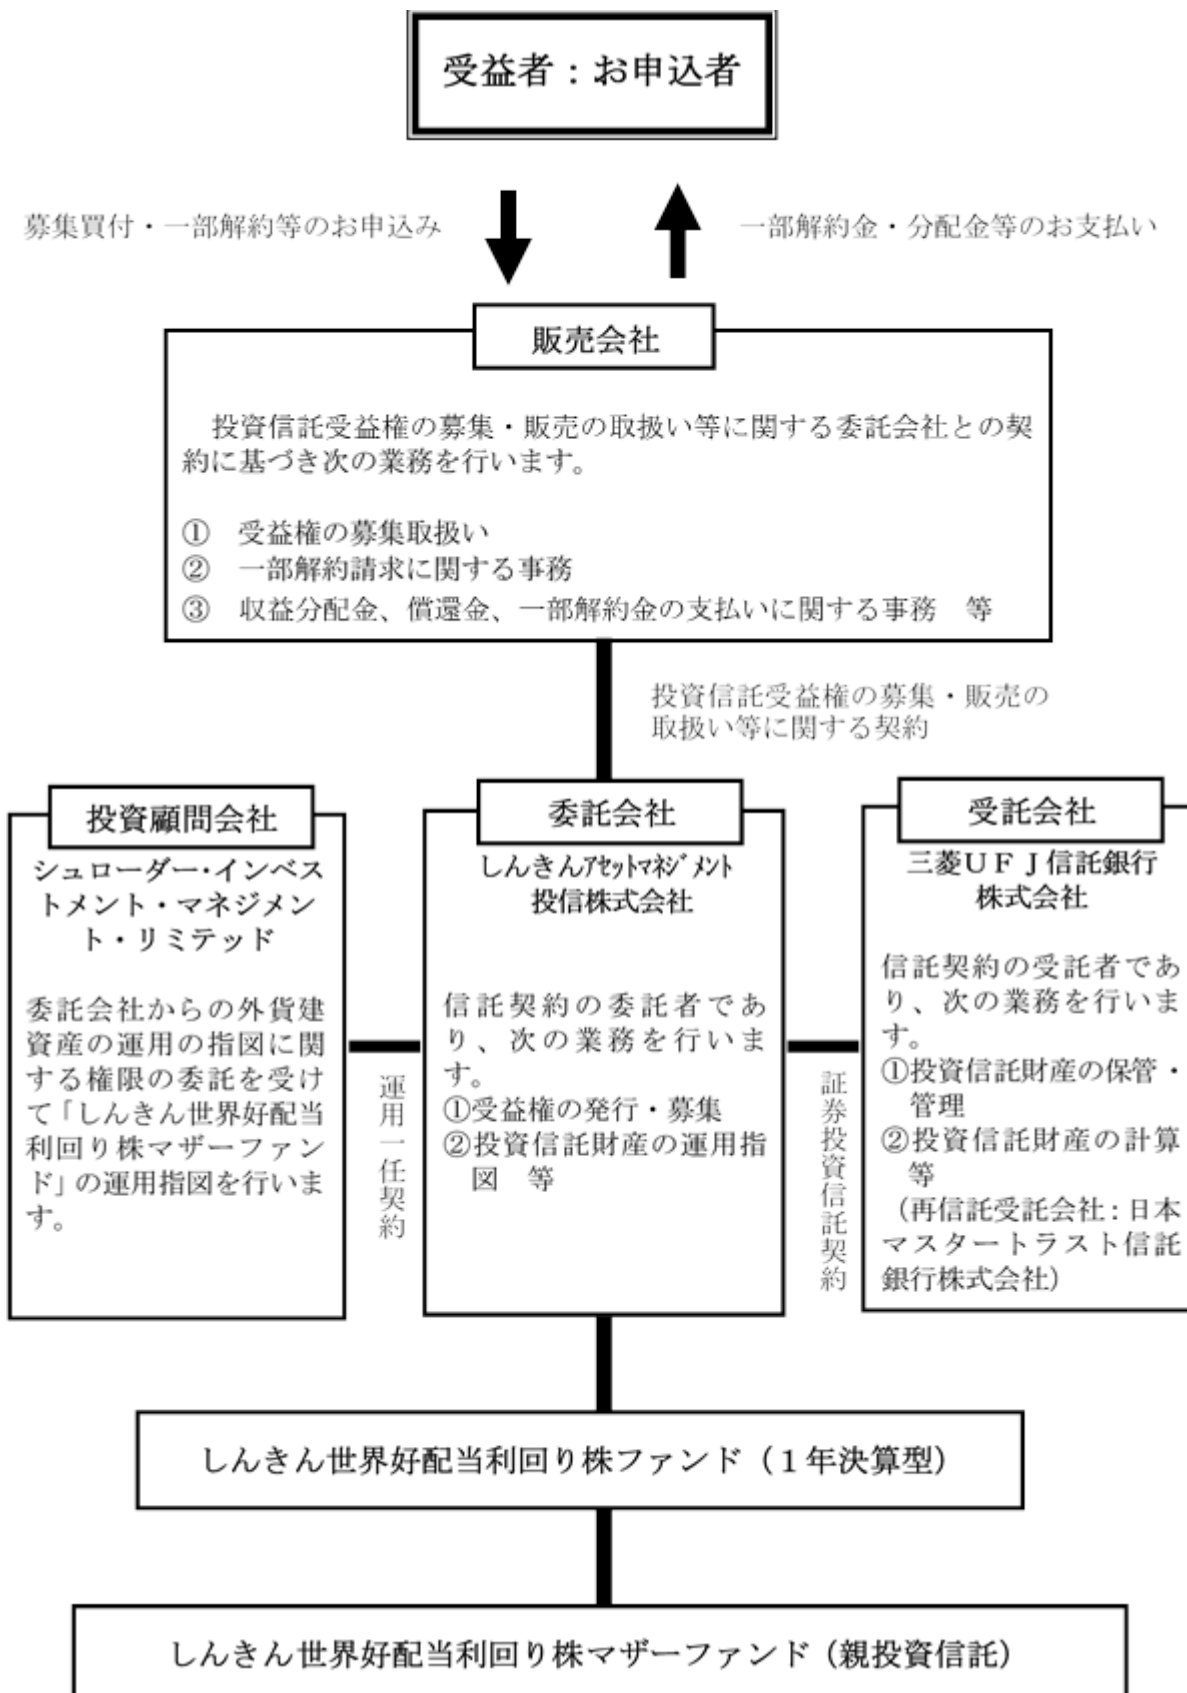 受益者：お申込者
募集買付・一部解約等のお申込み
一部解約金・分配金等のお支払い
販売会社
投資信託受益権の募集・販売の取扱い等に関する委託会社との契
約に基づき次の業務を行います。
①　受益権の募集取扱い
②　一部解約請求に関する事務
③　収益分配金、償還金、一部解約金の支払いに関する事務　等
投資信託受益権の募集・販売の
取扱い等に関する契約
投資顧問会社
シュローダー・インベス
トメント・マネジメン
ト・リミテッド
委託会社からの外貨建
資産の運用の指図に関
する権限の委託を受け
て「しんきん世界好配当
利回り株マザーファン
ド」の運用指図を行いま
す。
運用一任契約
委託会社
しんきんｱｾｯﾄﾏﾈｼﾞﾒﾝﾄ
投信株式会社
信託契約の委託者であ
り、次の業務を行いま
す。
①受益権の発行・募集
②投資信託財産の運用指
図　等
証券投資信託契約
受託会社
三菱ＵＦＪ信託銀行
株式会社
信託契約の受託者であ
り、次の業務を行いま
す。
①投資信託財産の保管・
管理
②投資信託財産の計算
等
（再信託受託会社：日本
マスタートラスト信託
銀行株式会社）
しんきん世界好配当利回り株ファンド（１年決算型）
しんきん世界好配当利回り株マザーファンド（親投資信託）